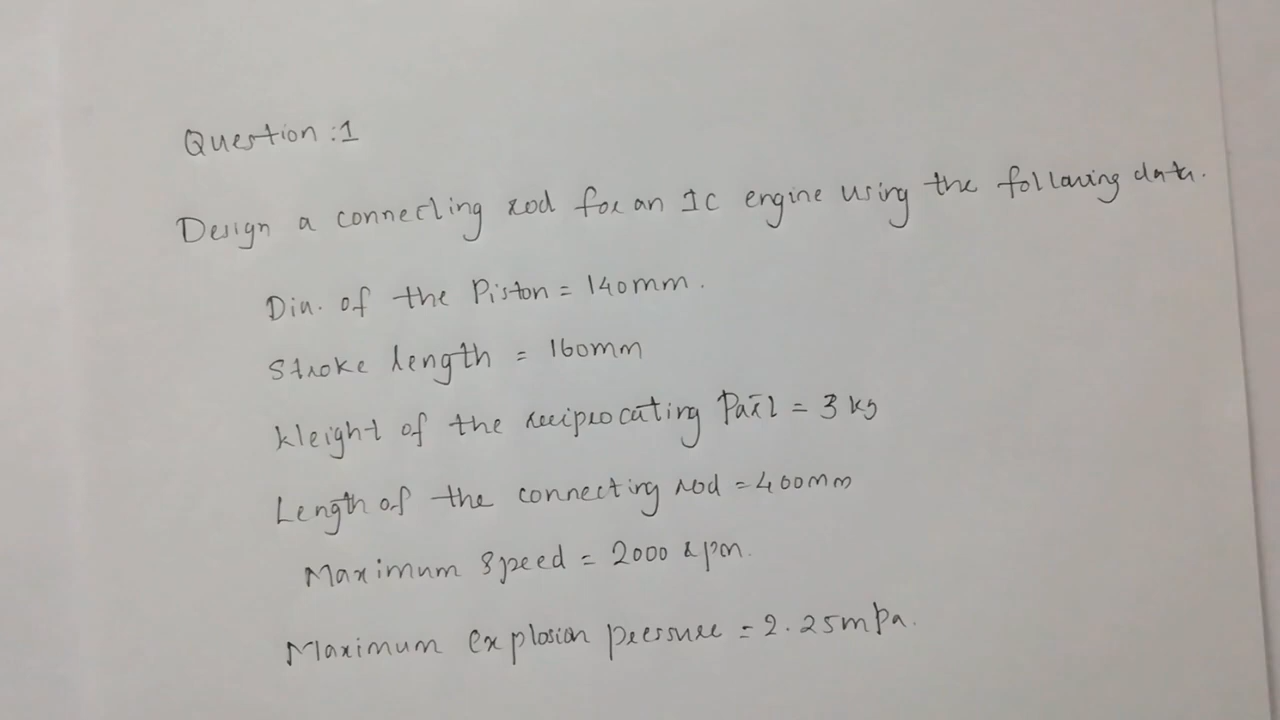 Question :1
Design a connecting rod for an IC engine using the following data.
Dia. of the Piston = 140mm.
Stroke length = 160mm
Weight of the reciprocating Part = 3 kg
Length of the connecting rod = 400mm
Maximum speed = 2000 rpm.
Maximum explosion pressure = 2.25mpa.